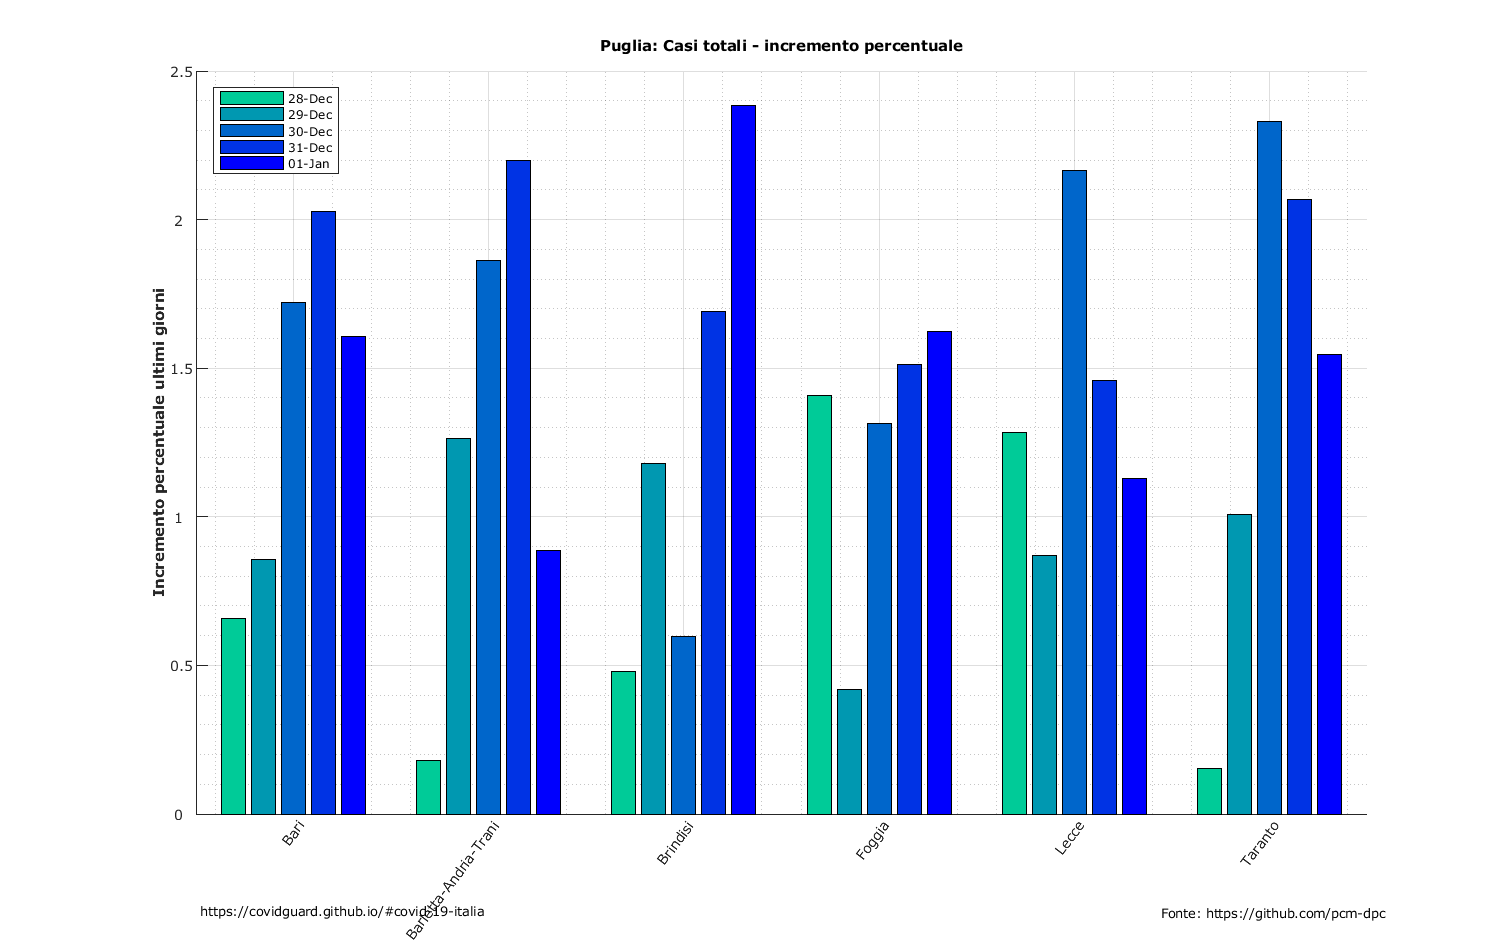 Puglia: Casi totali - incremento percentuale
2.5
2
1.5
1
0.5
0
Incremento percentuale ultimi giorni
28-Dec
29-Dec
30-Dec
31-Dec
01-Jan
Bari
Barletta-Andria-Trani
Brindisi
Foggia
Lecce
Taranto
https://covidguard.github.io/#covid-19-italia
Fonte: https://github.com/pcm-dpc